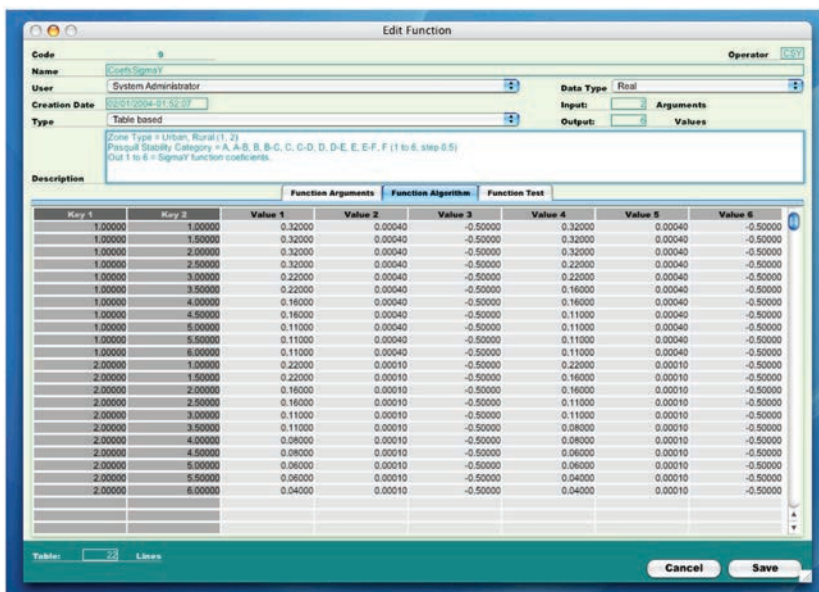 Edit Function
Code 9 Operator CSY
Name CoefsSigmaY
User System Administrator Data Type Real
Creation Date 02/01/2004-01:52:07 Input: 2 Arguments
Type Table based Output: 6 Values
Zone Type = Urban, Rural (1, 2)
Pasquill Stability Category = A, A-B, B, B-C, C, C-D, D, D-E, E, E-F, F (1 to 6, step 0.5)
Out 1 to 6 = SigmaY function coeficients.
Description
Function Arguments Function Algorithm Function Test
Key 1 Key 2 Value 1 Value 2 Value 3 Value 4 Value 5 Value 6
1.00000 1.00000 0.32000 0.00040 -0.50000 0.32000 0.00040 -0.50000
1.00000 1.50000 0.32000 0.00040 -0.50000 0.32000 0.00040 -0.50000
1.00000 2.00000 0.32000 0.00040 -0.50000 0.32000 0.00040 -0.50000
1.00000 2.50000 0.32000 0.00040 -0.50000 0.22000 0.00040 -0.50000
1.00000 3.00000 0.22000 0.00040 -0.50000 0.22000 0.00040 -0.50000
1.00000 3.50000 0.22000 0.00040 -0.50000 0.16000 0.00040 -0.50000
1.00000 4.00000 0.16000 0.00040 -0.50000 0.16000 0.00040 -0.50000
1.00000 4.50000 0.16000 0.00040 -0.50000 0.11000 0.00040 -0.50000
1.00000 5.00000 0.11000 0.00040 -0.50000 0.11000 0.00040 -0.50000
1.00000 5.50000 0.11000 0.00040 -0.50000 0.11000 0.00040 -0.50000
1.00000 6.00000 0.11000 0.00040 -0.50000 0.11000 0.00040 -0.50000
2.00000 1.00000 0.22000 0.00010 -0.50000 0.22000 0.00010 -0.50000
2.00000 1.50000 0.22000 0.00010 -0.50000 0.16000 0.00010 -0.50000
2.00000 2.00000 0.16000 0.00010 -0.50000 0.16000 0.00010 -0.50000
2.00000 2.50000 0.16000 0.00010 -0.50000 0.11000 0.00010 -0.50000
2.00000 3.00000 0.11000 0.00010 -0.50000 0.11000 0.00010 -0.50000
2.00000 3.50000 0.11000 0.00010 -0.50000 0.08000 0.00010 -0.50000
2.00000 4.00000 0.08000 0.00010 -0.50000 0.08000 0.00010 -0.50000
2.00000 4.50000 0.08000 0.00010 -0.50000 0.06000 0.00010 -0.50000
2.00000 5.00000 0.06000 0.00010 -0.50000 0.06000 0.00010 -0.50000
2.00000 5.50000 0.06000 0.00010 -0.50000 0.04000 0.00010 -0.50000
2.00000 6.00000 0.04000 0.00010 -0.50000 0.04000 0.00010 -0.50000
Table: 22 Lines
Cancel Save